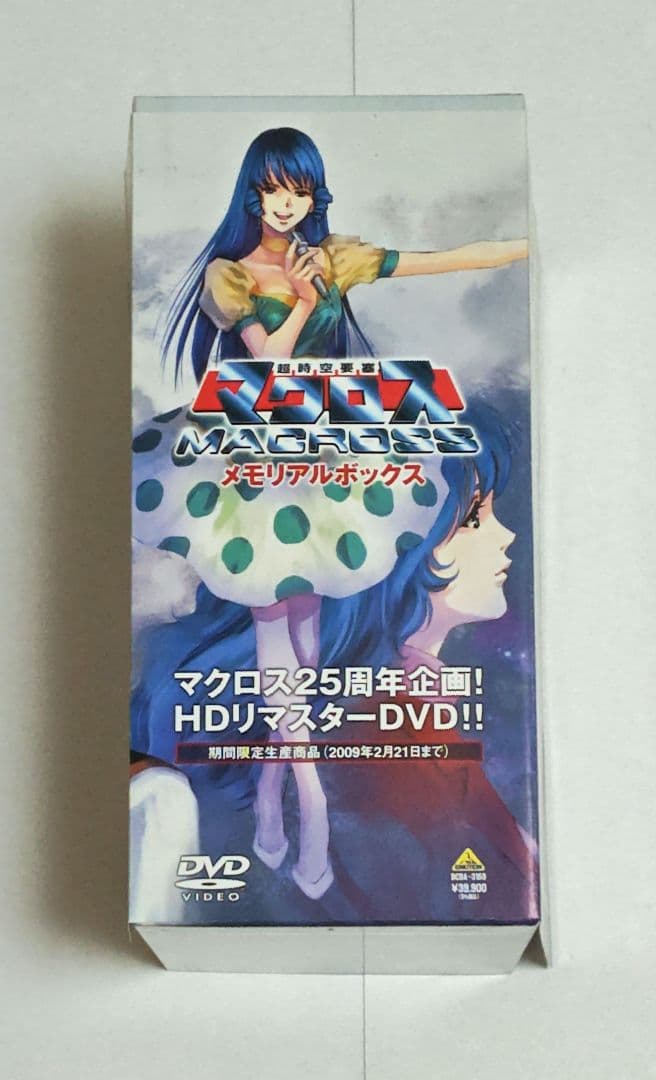 超時空要塞
マクロス
MACROSS
メモリアルボックス
マクロス25周年企画!
HDリマスターDVD!!
期間限定生産商品(2009年2月21日まで)
DVD
VIDEO
¥39,900